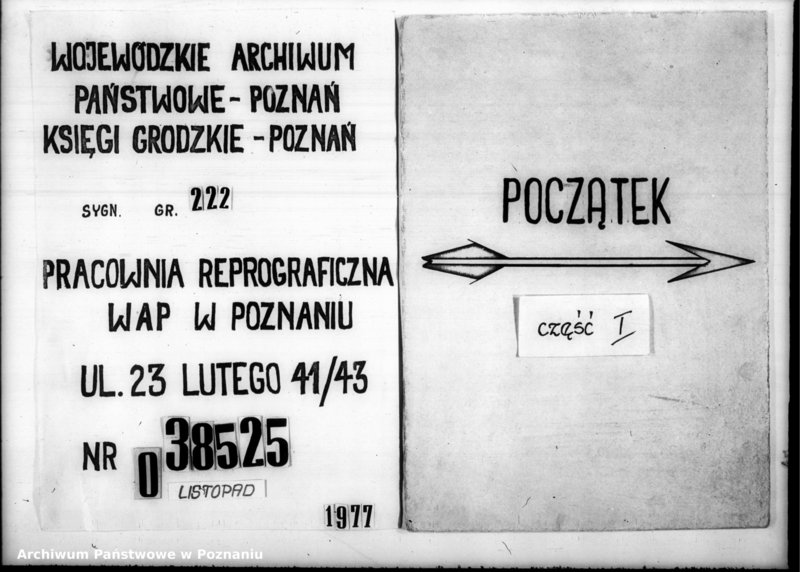 WOJEWÓDZKIE ARCHIWUM
PAŃSTWOWE - POZNAŃ
KSIĘGI GRODZKIE - POZNAŃ
SYGN. GR. 222
PRACOWNIA REPROGRAFICZNA
WAP W POZNANIU
UL. 23 LUTEGO 41/43
NR 038525
LISTOPAD
1977
POCZĄTEK
część I
Archiwum Państwowe w Poznaniu